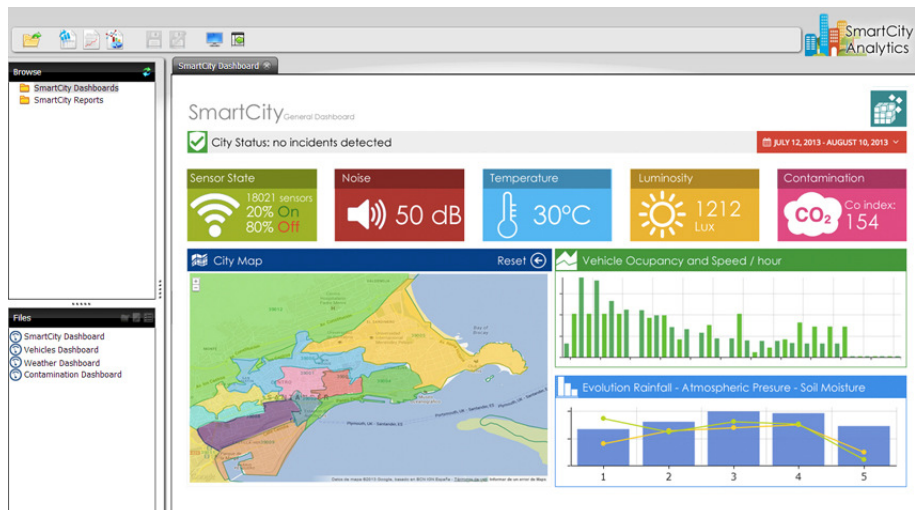 SmartCity
Analytics
Browse
SmartCity Dashboards
SmartCity Reports
SmartCity Dashboard
SmartCity General Dashboard
City Status: no incidents detected
JULY 12, 2013 - AUGUST 10, 2013
Sensor State
18021 sensors
20% On
80% Off
Noise
50 dB
Temperature
30ºC
Luminosity
1212
Lux
Contamination
CO2
Co index:
154
City Map
Reset
Vehicle Ocupancy and Speed / hour
Files
SmartCity Dashboard
Vehicles Dashboard
Weather Dashboard
Contamination Dashboard
Evolution Rainfall - Atmospheric Presure - Soil Moisture
1 2 3 4 5